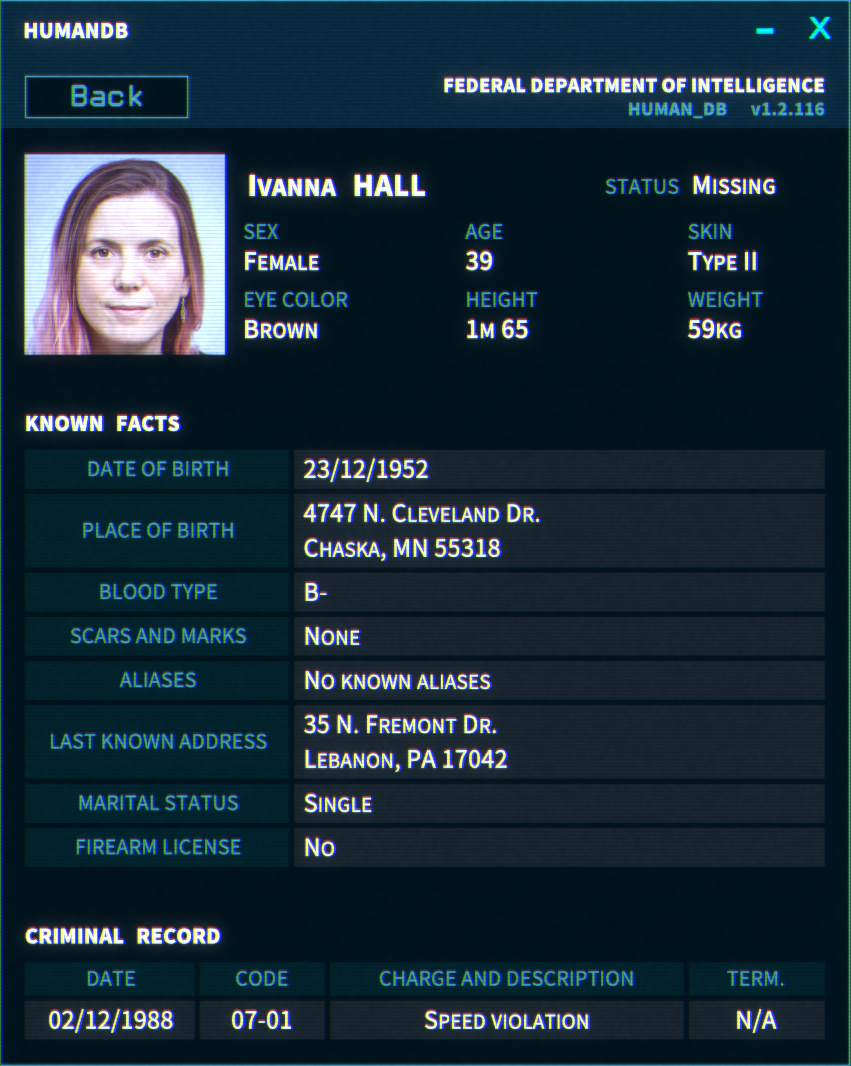 HUMANDB
– X
Back
FEDERAL DEPARTMENT OF INTELLIGENCE
HUMAN_DB v1.2.116
Ivanna HALL
STATUS Missing
SEX AGE SKIN
Female 39 Type II
EYE COLOR HEIGHT WEIGHT
Brown 1m 65 59kg
KNOWN FACTS
DATE OF BIRTH 23/12/1952
PLACE OF BIRTH 4747 N. Cleveland Dr.
Chaska, MN 55318
BLOOD TYPE B-
SCARS AND MARKS None
ALIASES No known aliases
LAST KNOWN ADDRESS 35 N. Fremont Dr.
Lebanon, PA 17042
MARITAL STATUS Single
FIREARM LICENSE No
CRIMINAL RECORD
DATE CODE CHARGE AND DESCRIPTION TERM.
02/12/1988 07-01 Speed violation N/A